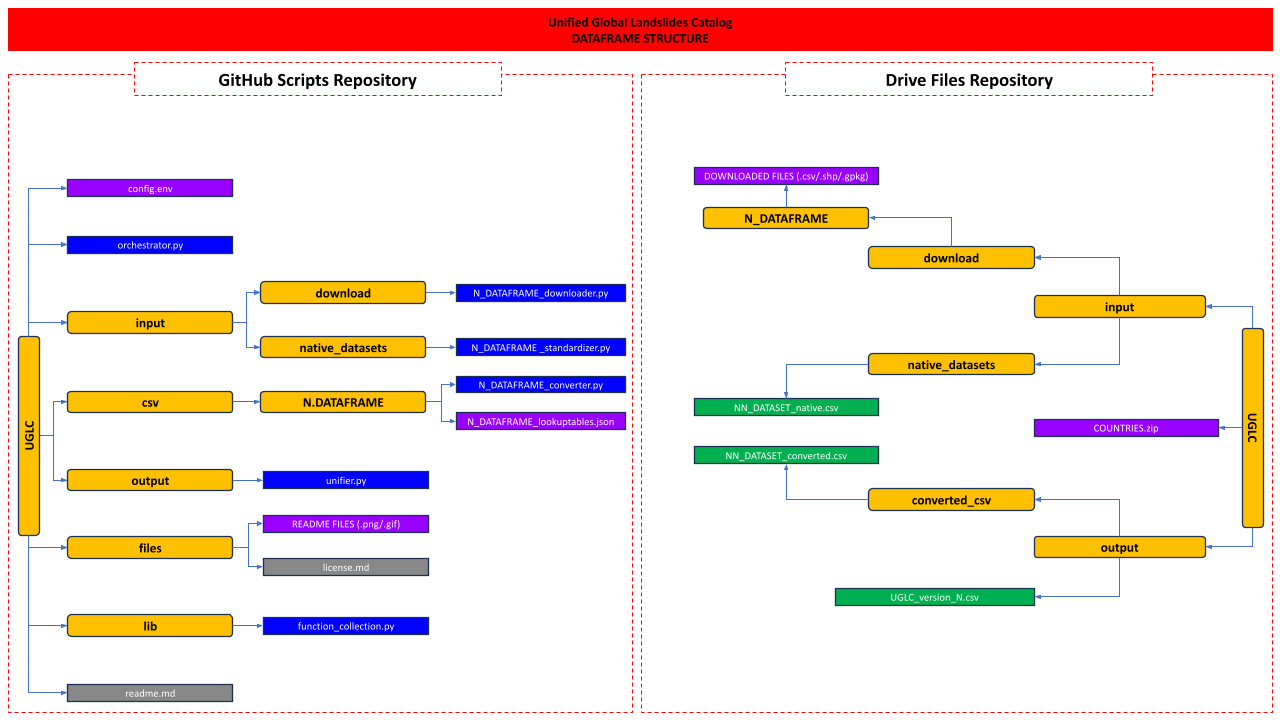 Unified Global Landslides Catalog
DATAFRAME STRUCTURE
GitHub Scripts Repository
config.env
orchestrator.py
download
N_DATAFRAME_downloader.py
input
native_datasets
N_DATAFRAME _standardizer.py
N_DATAFRAME_converter.py
csv
N.DATAFRAME
N_DATAFRAME_lookuptables.json
UGLC
output
unifier.py
README FILES (.png/.gif)
files
license.md
lib
function_collection.py
readme.md
Drive Files Repository
DOWNLOADED FILES (.csv/.shp/.gpkg)
N_DATAFRAME
download
input
native_datasets
NN_DATASET_native.csv
COUNTRIES.zip
UGLC
NN_DATASET_converted.csv
converted_csv
output
UGLC_version_N.csv